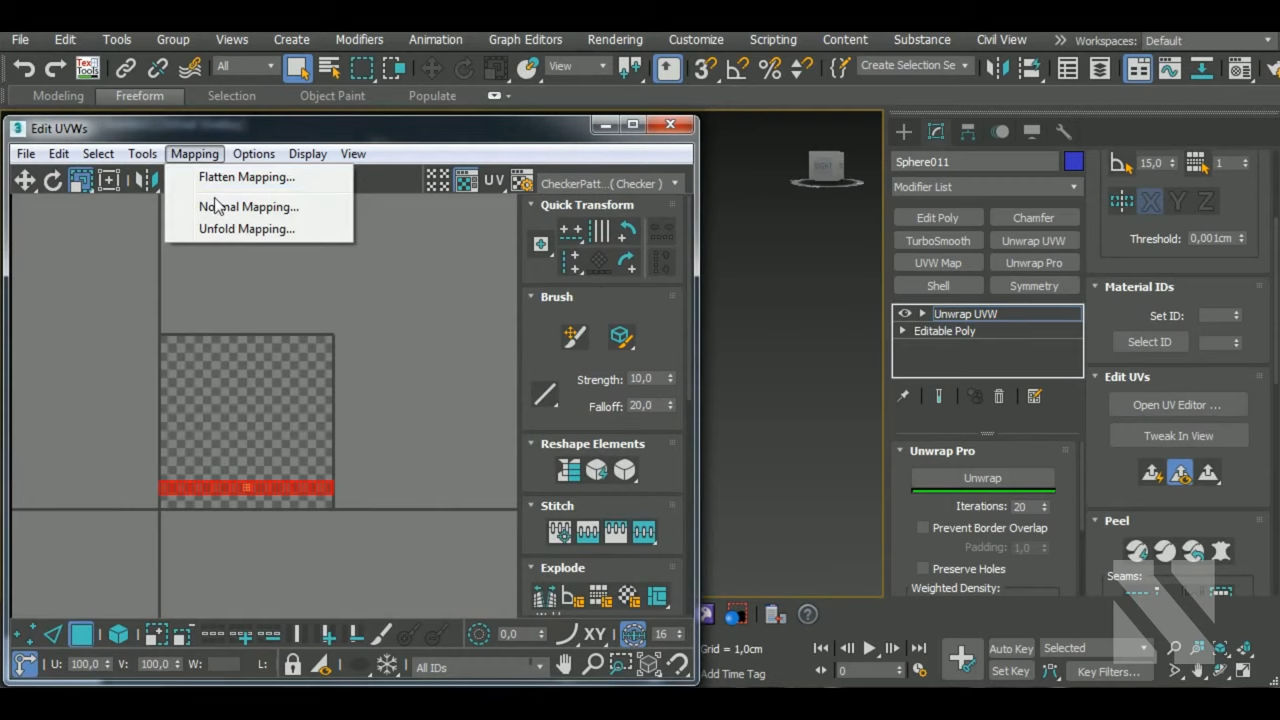 File Edit Tools Group Views Create Modifiers Animation Graph Editors Rendering Customize Scripting Content Substance Civil View Workspaces: Default
Tex Tools All View Create Selection Se
Modeling Freeform Selection Object Paint Populate
3 Edit UVWs
File Edit Select Tools Mapping Options Display View
Flatten Mapping...
Normal Mapping...
Unfold Mapping...
UV CheckerPatt...( Checker )
Quick Transform
Brush
Strength: 10,0
Falloff: 20,0
Reshape Elements
Stitch
Explode
0,0 XY 16
U: 100,0 V: 100,0 W: L: All IDs
Sphere011
Modifier List
Edit Poly Chamfer
TurboSmooth Unwrap UVW
UVW Map Unwrap Pro
Shell Symmetry
Unwrap UVW
Editable Poly
Unwrap Pro
Unwrap
Iterations: 20
Prevent Border Overlap
Padding: 1,0
Preserve Holes
Weighted Density:
15,0 1
X Y Z
Threshold: 0,001cm
Material IDs
Set ID:
Select ID
Edit UVs
Open UV Editor ...
Tweak In View
Peel
Seams:
Grid = 1,0cm
Add Time Tag
0
Auto Key Selected
Set Key Key Filters...